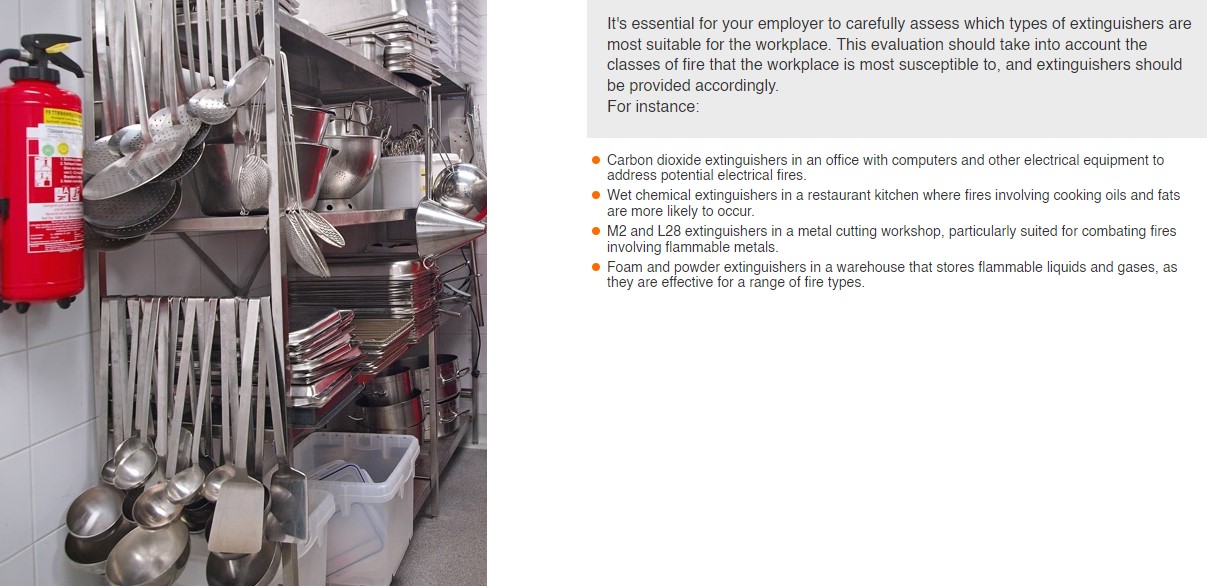 It's essential for your employer to carefully assess which types of extinguishers are
most suitable for the workplace. This evaluation should take into account the
classes of fire that the workplace is most susceptible to, and extinguishers should
be provided accordingly.
For instance:
Carbon dioxide extinguishers in an office with computers and other electrical equipment to
address potential electrical fires.
Wet chemical extinguishers in a restaurant kitchen where fires involving cooking oils and fats
are more likely to occur.
M2 and L28 extinguishers in a metal cutting workshop, particularly suited for combating fires
involving flammable metals.
Foam and powder extinguishers in a warehouse that stores flammable liquids and gases, as
they are effective for a range of fire types.